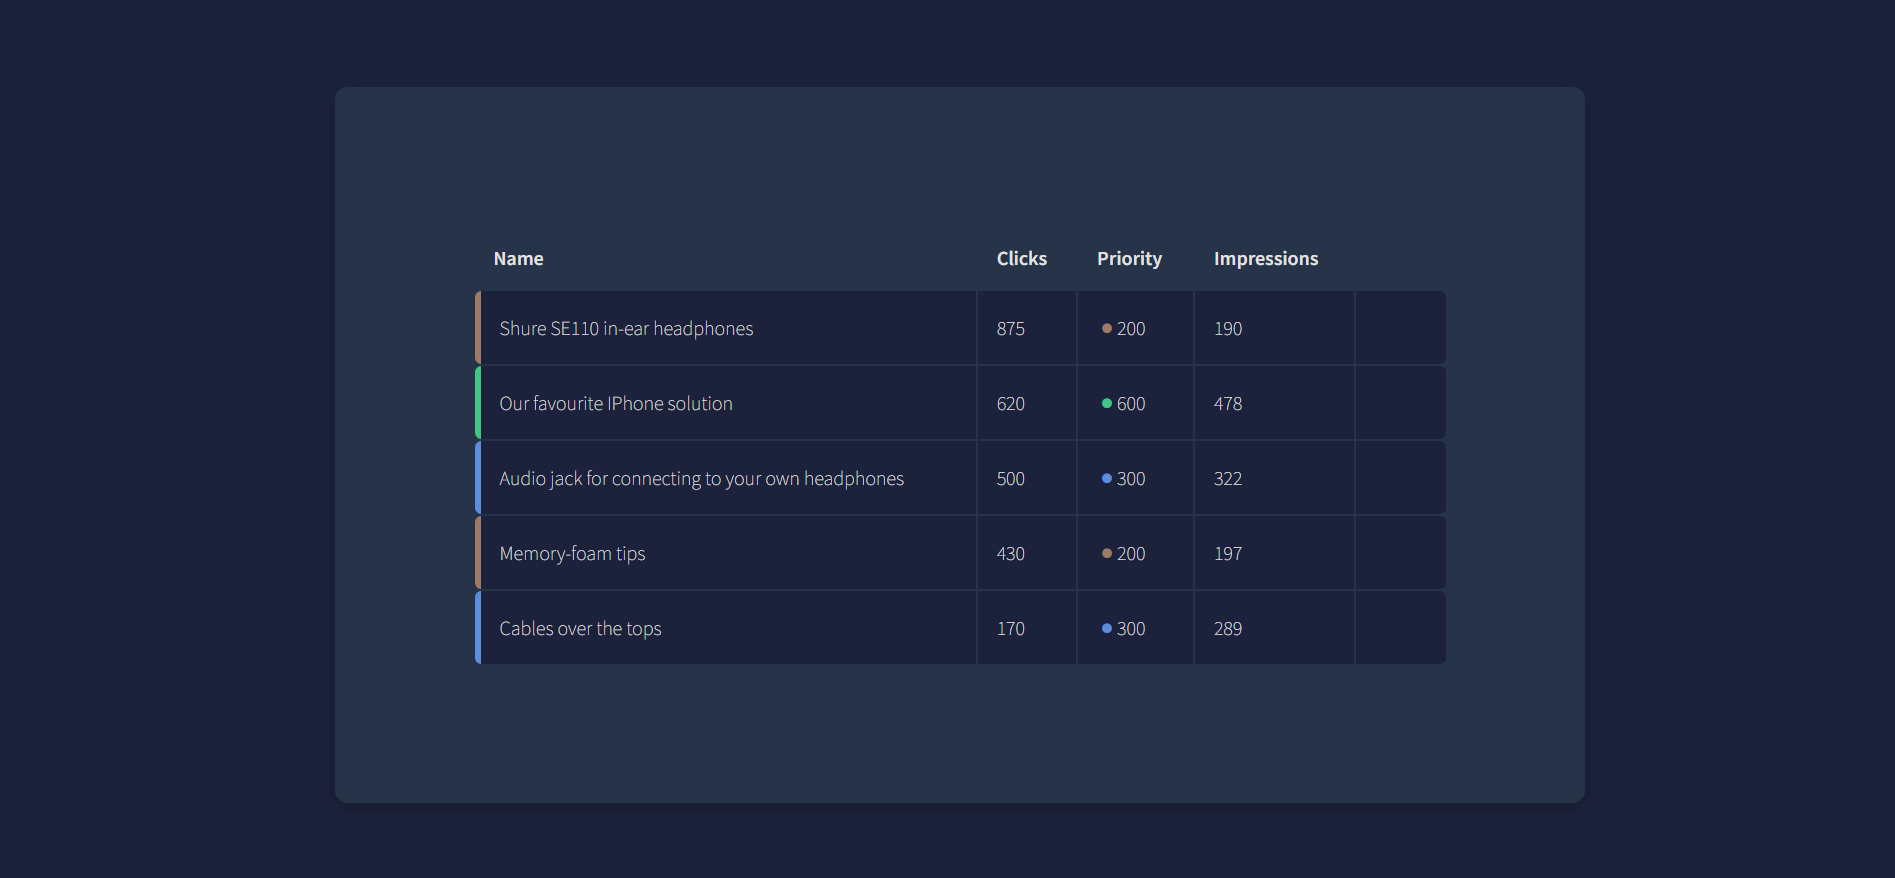 Name Clicks Priority Impressions
Shure SE110 in-ear headphones 875 200 190
Our favourite IPhone solution 620 600 478
Audio jack for connecting to your own headphones 500 300 322
Memory-foam tips 430 200 197
Cables over the tops 170 300 289